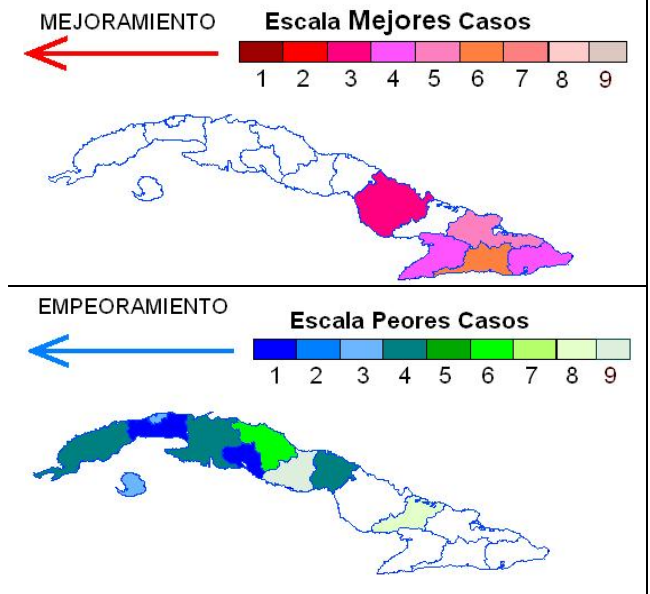 MEJORAMIENTO
Escala Mejores Casos
1 2 3 4 5 6 7 8 9
EMPEORAMIENTO
Escala Peores Casos
1 2 3 4 5 6 7 8 9